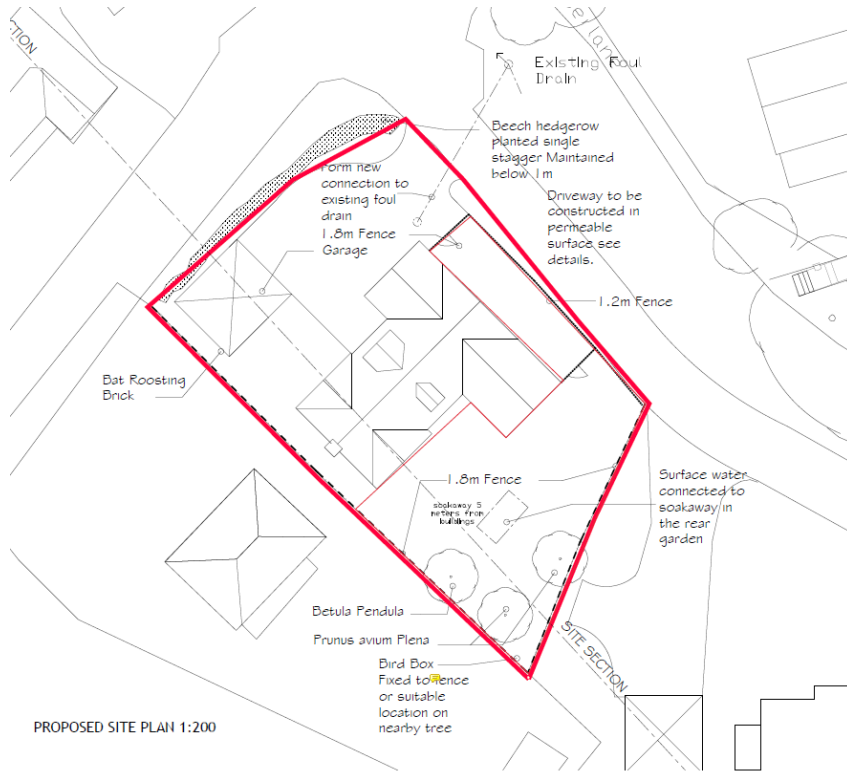 CTION
er lane
Existing Foul
Drain
Beech hedgerow
planted single
stagger Maintained
below 1m
Form new
connection to
existing foul
drain
1.8m Fence
Garage
Driveway to be
constructed in
permeable
surface see
details.
1.2m Fence
Bat Roosting
Brick
1.8m Fence
soakaway 5
meters from
buildings
Surface water
connected to
soakaway in
the rear
garden
Betula Pendula
Prunus avium Plena
Bird Box
Fixed to fence
or suitable
location on
nearby tree
SITE SECTION
PROPOSED SITE PLAN 1:200